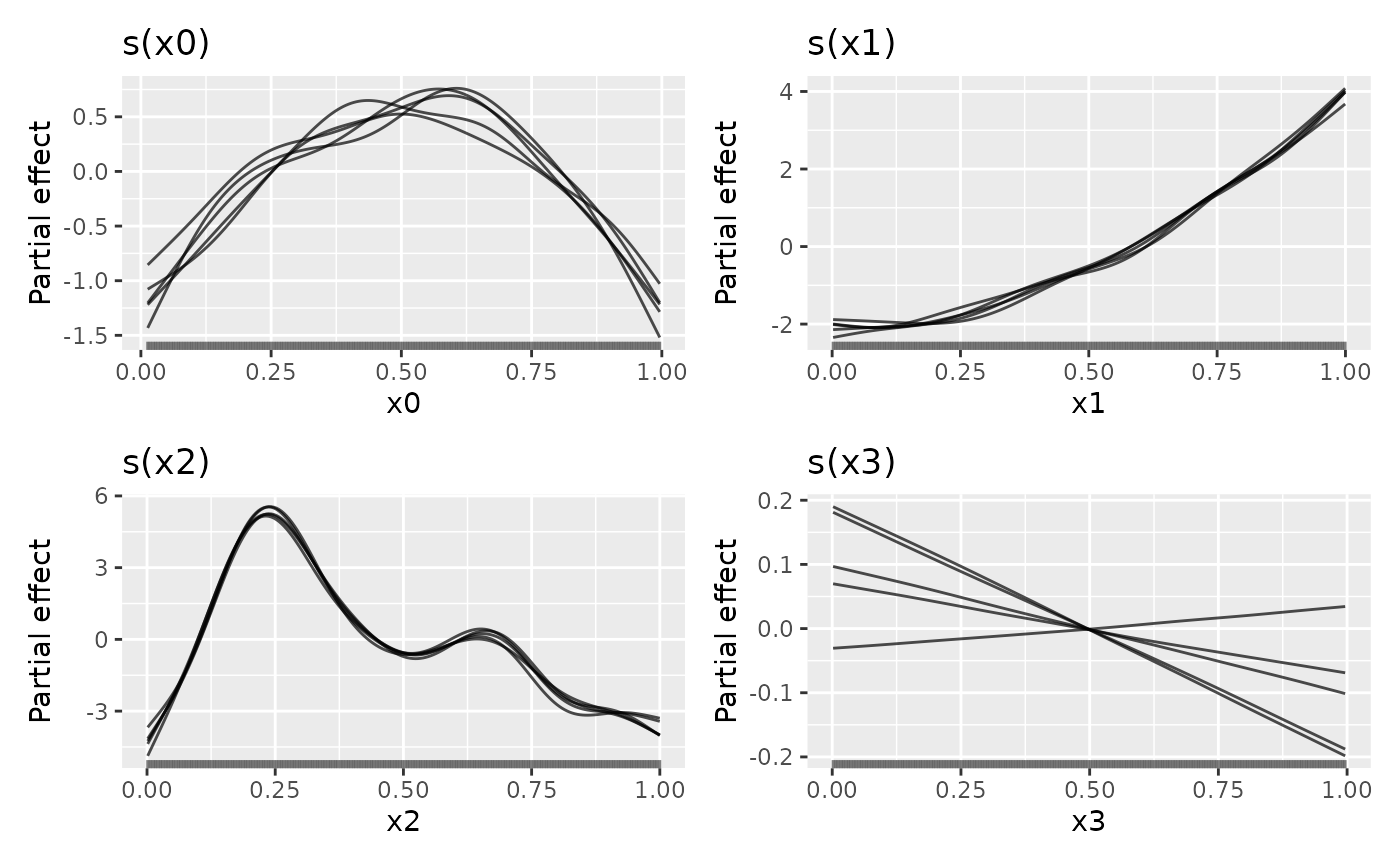 s(x0)
Partial effect
0.5
0.0
-0.5
-1.0
-1.5
0.00 0.25 0.50 0.75 1.00
x0
s(x1)
Partial effect
4
2
0
-2
0.00 0.25 0.50 0.75 1.00
x1
s(x2)
Partial effect
6
3
0
-3
0.00 0.25 0.50 0.75 1.00
x2
s(x3)
Partial effect
0.2
0.1
0.0
-0.1
-0.2
0.00 0.25 0.50 0.75 1.00
x3